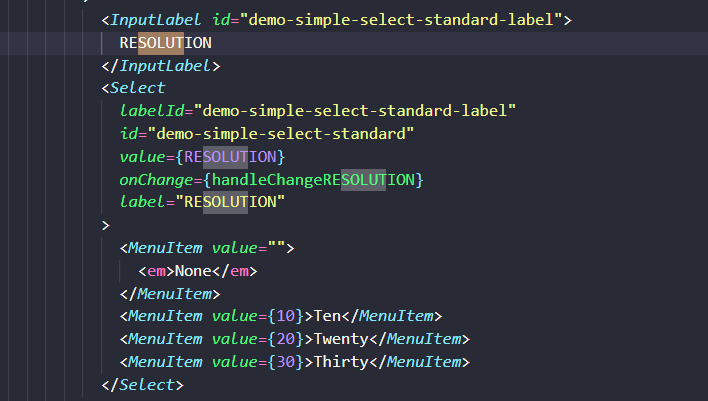 <InputLabel id="demo-simple-select-standard-label">
RESOLUTION
</InputLabel>
<Select
labelId="demo-simple-select-standard-label"
id="demo-simple-select-standard"
value={RESOLUTION}
onChange={handleChangeRESOLUTION}
label="RESOLUTION"
>
<MenuItem value="">
<em>None</em>
</MenuItem>
<MenuItem value={10}>Ten</MenuItem>
<MenuItem value={20}>Twenty</MenuItem>
<MenuItem value={30}>Thirty</MenuItem>
</Select>